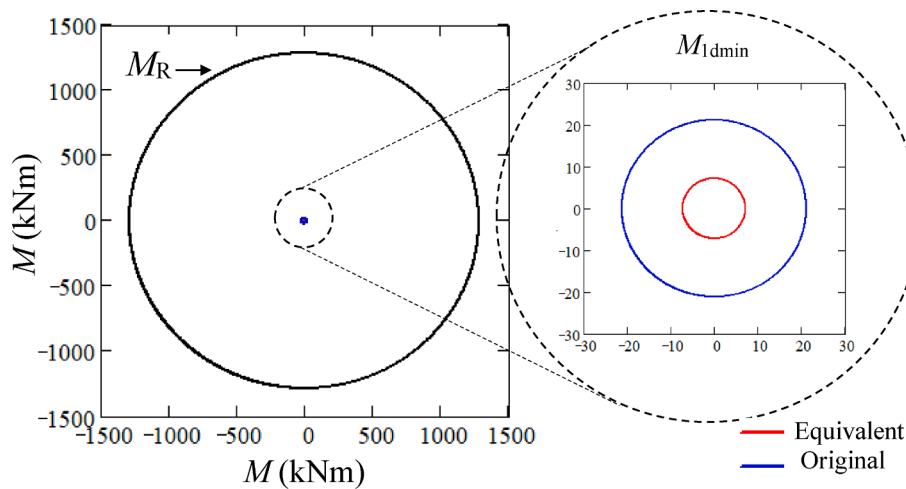 1500
1000
500
0
−500
−1000
−1500
M (kNm)
M_R
−1500 −1000 −500 0 500 1000 1500
M (kNm)
M_1dmin
30
20
10
0
−10
−20
−30
−30 −20 −10 0 10 20 30
Equivalent
Original